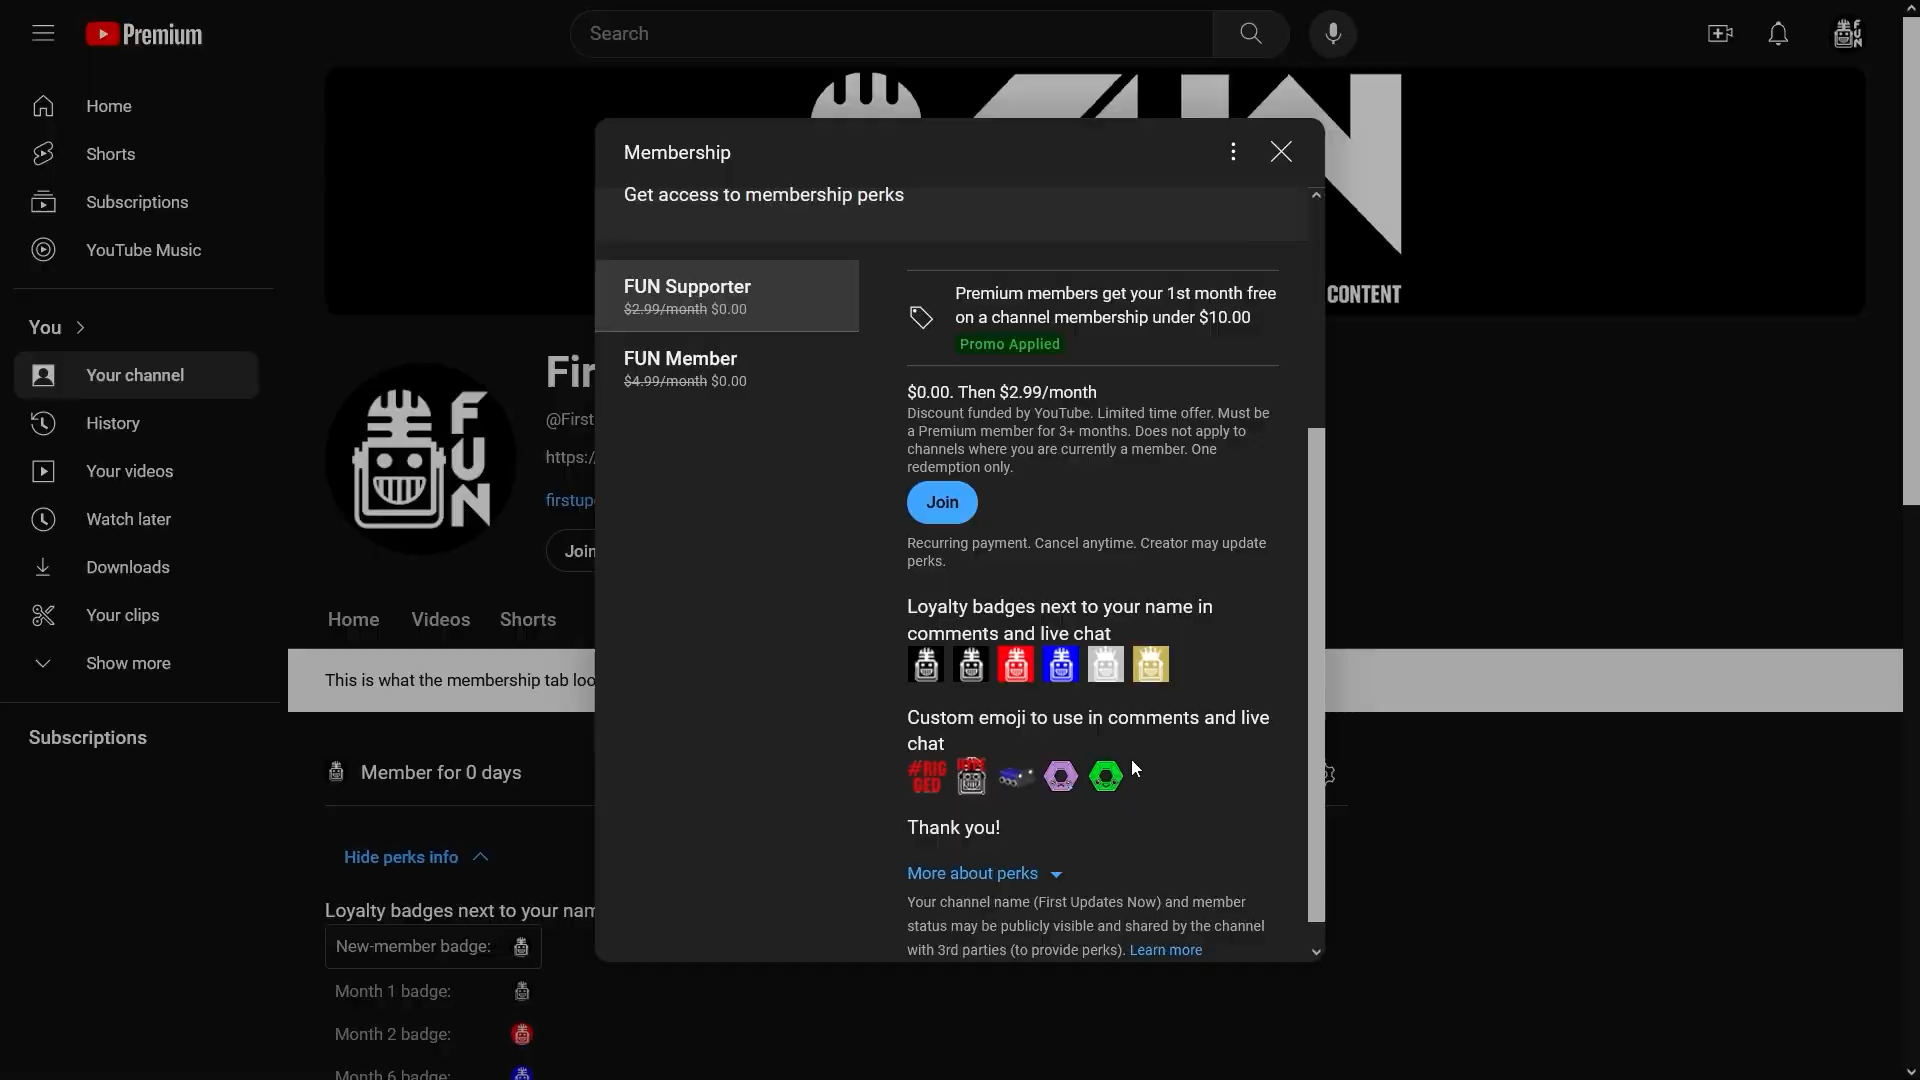 Premium
Search
FUN
Home
Shorts
Subscriptions
YouTube Music
You
Your channel
History
Your videos
Watch later
Downloads
Your clips
Show more
Subscriptions
CONTENT
FUN
Fir
@First
https:/
firstup
Join
Home
Videos
Shorts
This is what the membership tab loo
Member for 0 days
Hide perks info
Loyalty badges next to your nam
New-member badge:
Month 1 badge:
Month 2 badge:
Month 6 badge:
Membership
Get access to membership perks
FUN Supporter
$2.99/month $0.00
FUN Member
$4.99/month $0.00
Premium members get your 1st month free
on a channel membership under $10.00
Promo Applied
$0.00. Then $2.99/month
Discount funded by YouTube. Limited time offer. Must be
a Premium member for 3+ months. Does not apply to
channels where you are currently a member. One
redemption only.
Join
Recurring payment. Cancel anytime. Creator may update
perks.
Loyalty badges next to your name in
comments and live chat
Custom emoji to use in comments and live
chat
#RIG
GED
HYPE
Thank you!
More about perks
Your channel name (First Updates Now) and member
status may be publicly visible and shared by the channel
with 3rd parties (to provide perks). Learn more